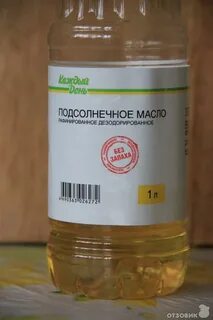 Каждый
День
ПОДСОЛНЕЧНОЕ МАСЛО
РАФИНИРОВАННОЕ ДЕЗОДОРИРОВАННОЕ
БЕЗ
ЗАПАХА
1 л
ОТЗОВИК